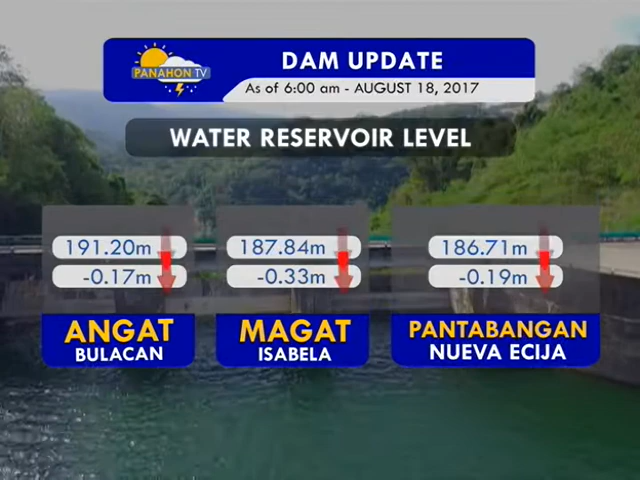 PANAHON TV
DAM UPDATE
As of 6:00 am - AUGUST 18, 2017
WATER RESERVOIR LEVEL
191.20m
-0.17m
ANGAT
BULACAN
187.84m
-0.33m
MAGAT
ISABELA
186.71m
-0.19m
PANTABANGAN
NUEVA ECIJA